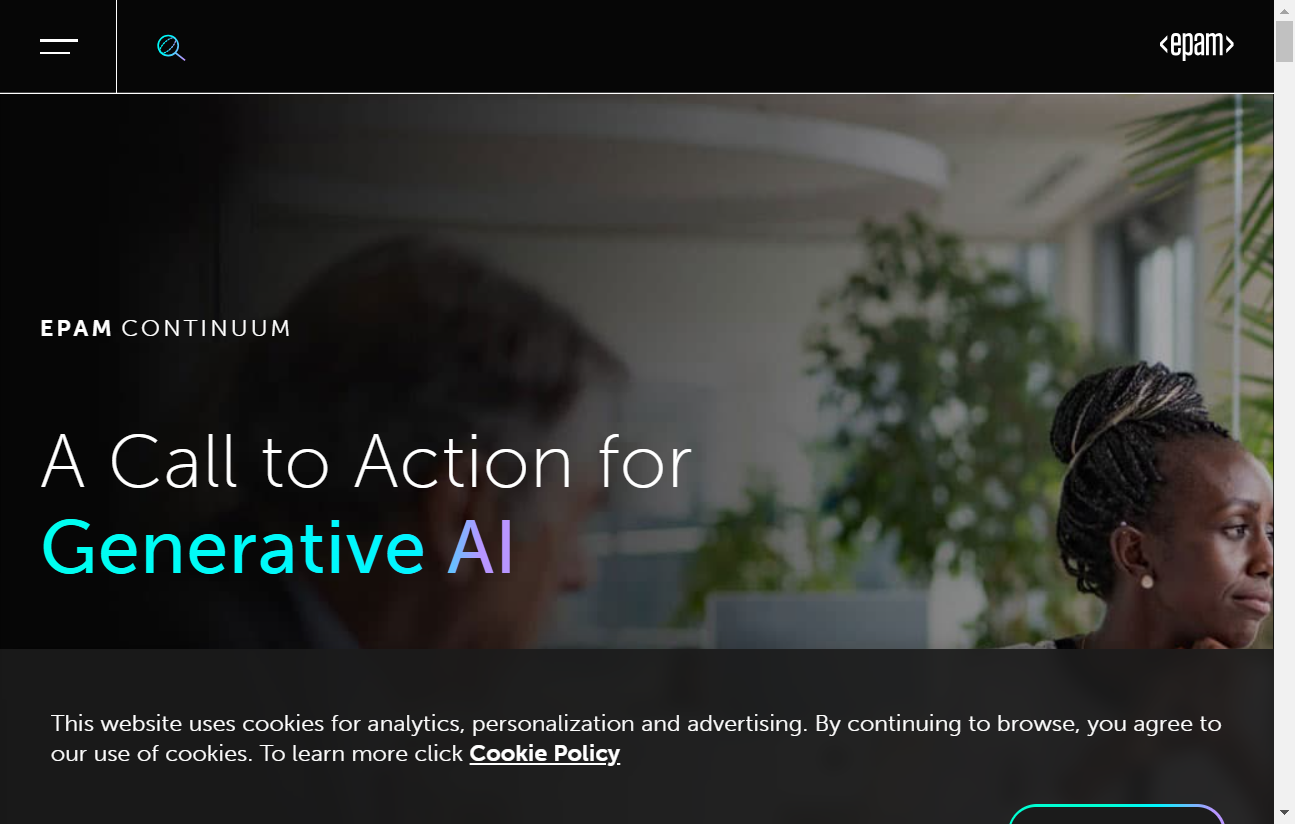 <epam>
EPAM CONTINUUM
A Call to Action for
Generative AI
This website uses cookies for analytics, personalization and advertising. By continuing to browse, you agree to
our use of cookies. To learn more click Cookie Policy